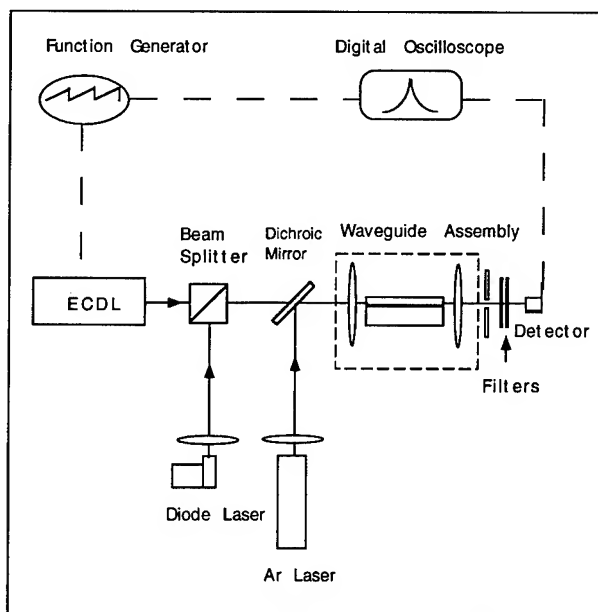 Function Generator
Digital Oscilloscope
Beam
Splitter
Dichroic
Mirror
Waveguide Assembly
ECDL
Detector
Filters
Diode Laser
Ar Laser